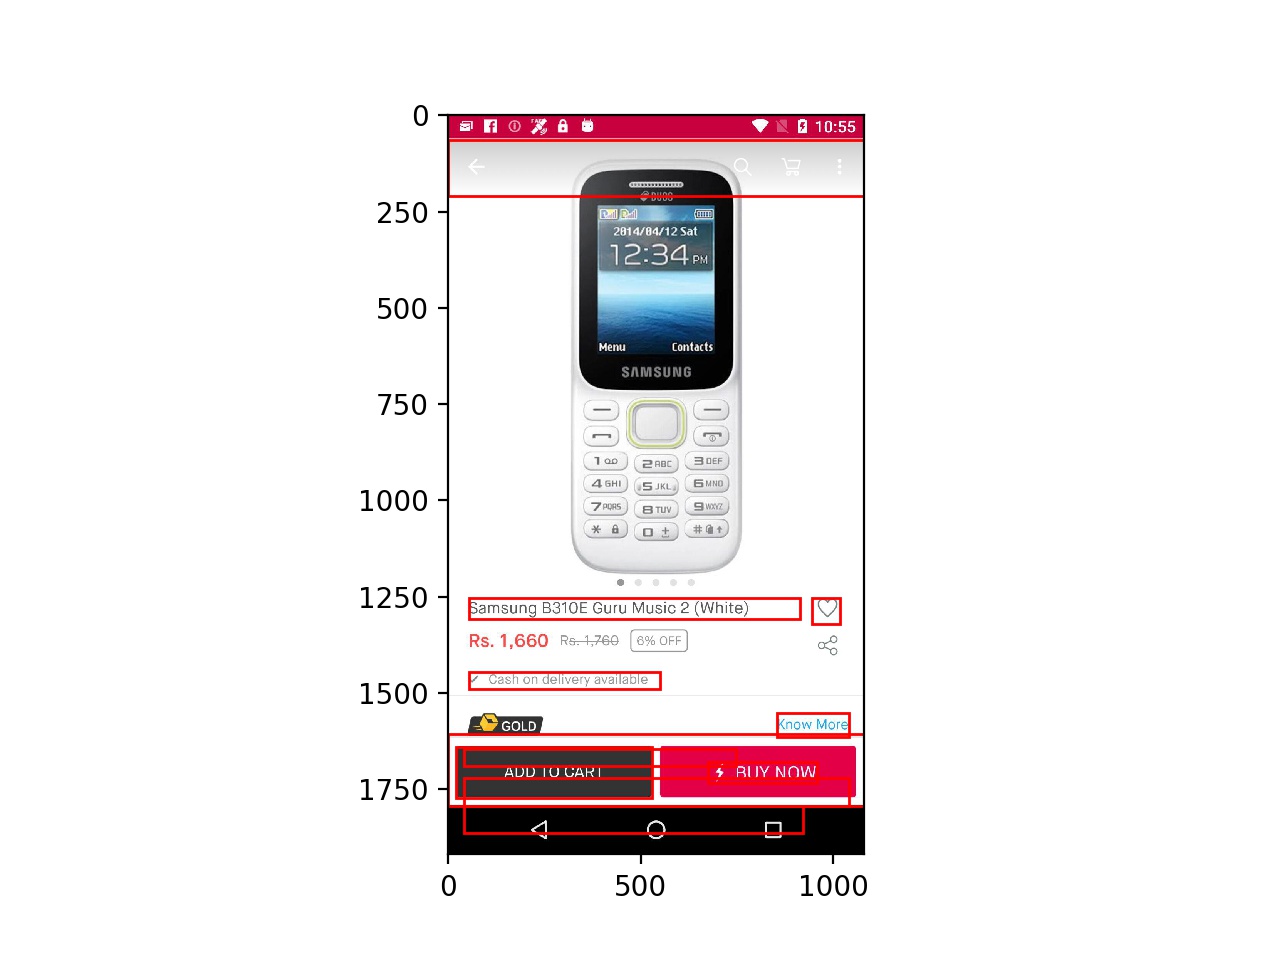 0
250
500
750
1000
1250
1500
1750
0 500 1000
10:55
DUOS
2014/04/12 Sat
12:34 PM
Menu Contacts
SAMSUNG
1
2 ABC
3 DEF
4 GHI
5 JKL
6 MNO
7 PQRS
8 TUV
9 WXYZ
* 0 + #
Samsung B310E Guru Music 2 (White)
Rs. 1,660 Rs. 1,760 6% OFF
✓ Cash on delivery available
GOLD Know More
ADD TO CART BUY NOW